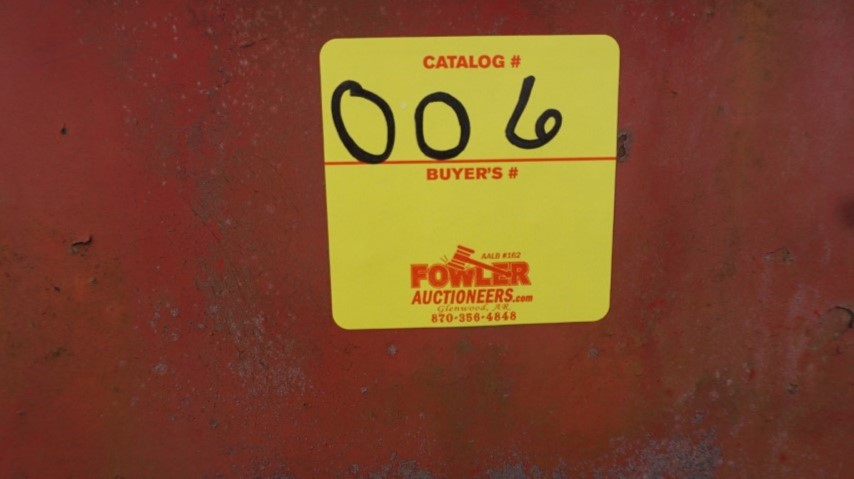 CATALOG #
006
BUYER'S #
AALB #162
FOWLER
AUCTIONEERS.com
Glenwood, AR
870-356-4848